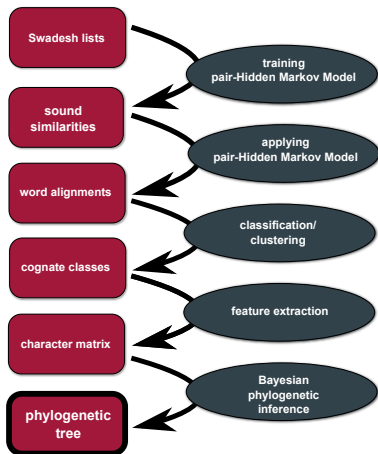 Swadesh lists
training
pair-Hidden Markov Model
sound
similarities
applying
pair-Hidden Markov Model
word alignments
classification/
clustering
cognate classes
feature extraction
character matrix
Bayesian
phylogenetic
inference
phylogenetic
tree